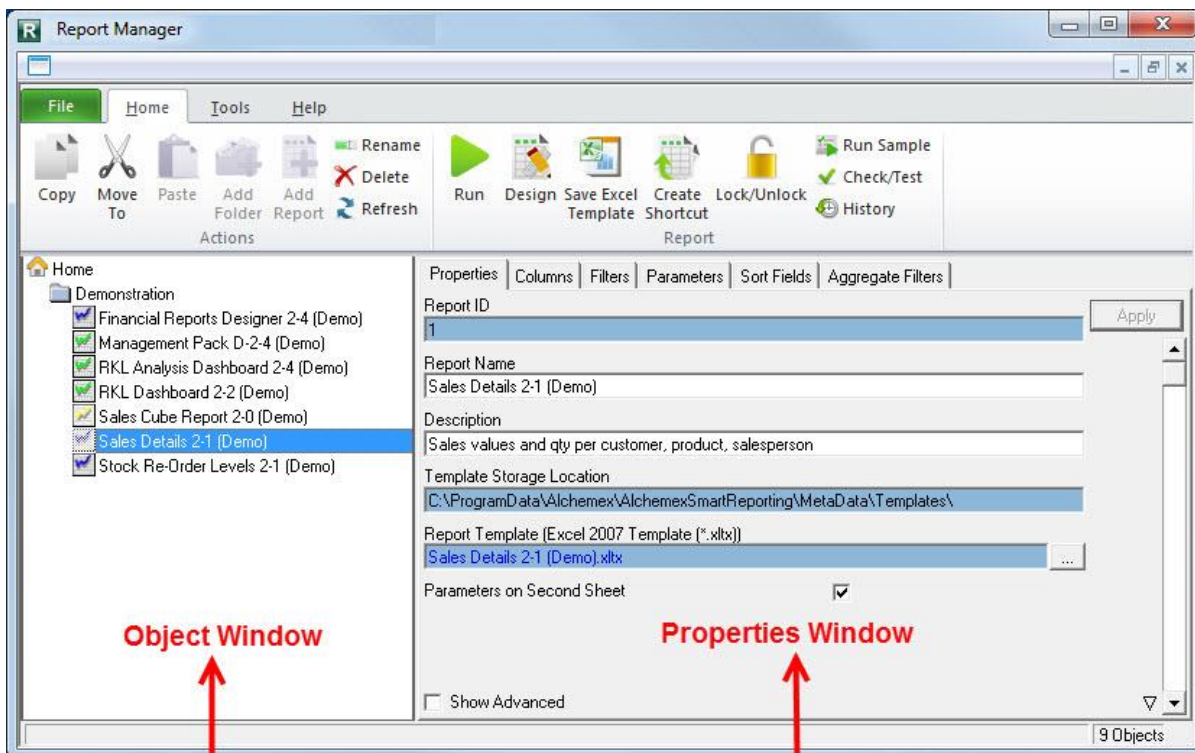 R Report Manager
File Home Tools Help
Copy
Move To
Paste
Add Folder
Add Report
Rename
Delete
Refresh
Actions
Run
Design
Save Excel Template
Create Shortcut
Lock/Unlock
Run Sample
Check/Test
History
Report
Home
Demonstration
Financial Reports Designer 2-4 (Demo)
Management Pack D-2-4 (Demo)
RKL Analysis Dashboard 2-4 (Demo)
RKL Dashboard 2-2 (Demo)
Sales Cube Report 2-0 (Demo)
Sales Details 2-1 (Demo)
Stock Re-Order Levels 2-1 (Demo)
Object Window
Properties Columns Filters Parameters Sort Fields Aggregate Filters
Report ID
1
Apply
Report Name
Sales Details 2-1 (Demo)
Description
Sales values and qty per customer, product, salesperson
Template Storage Location
C:\ProgramData\Alchemex\AlchemexSmartReporting\MetaData\Templates\
Report Template (Excel 2007 Template (*.xltx))
Sales Details 2-1 (Demo).xltx
...
Parameters on Second Sheet
Properties Window
Show Advanced
9 Objects